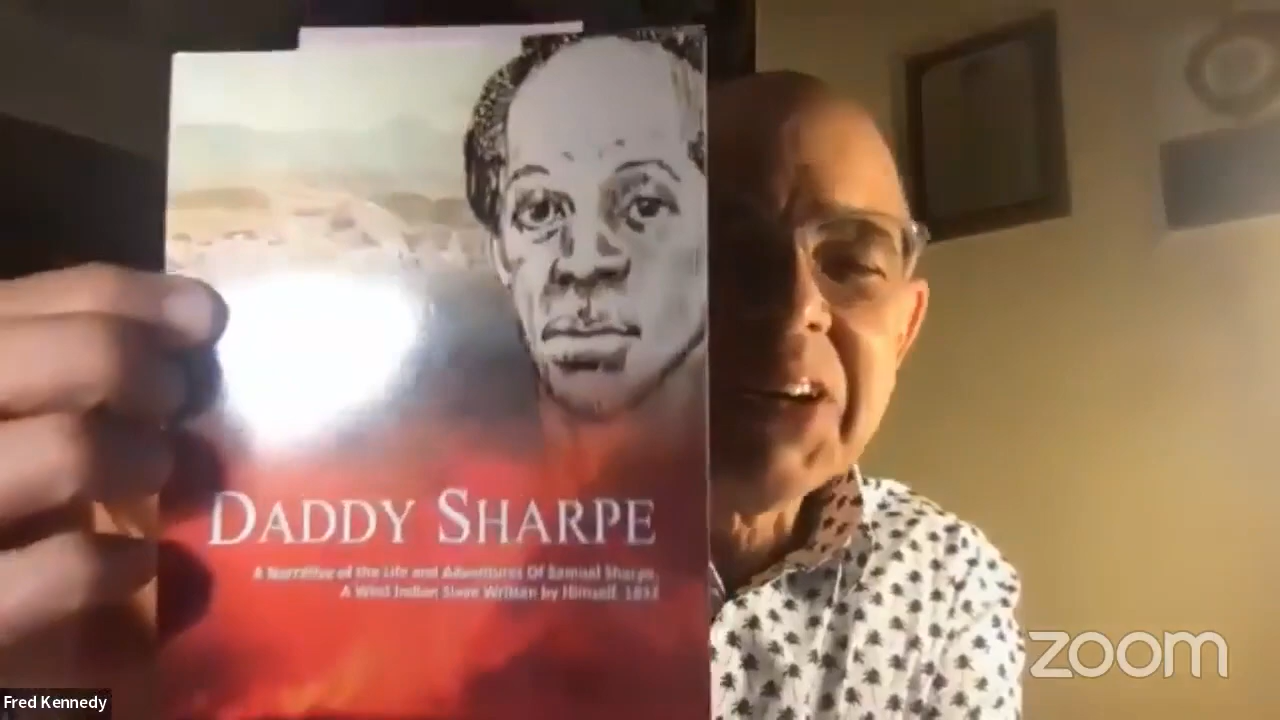 DADDY SHARPE
A Narrative of the Life and Adventures Of Samuel Sharpe,
A West Indian Slave Written by Himself, 1832
Fred Kennedy
zoom